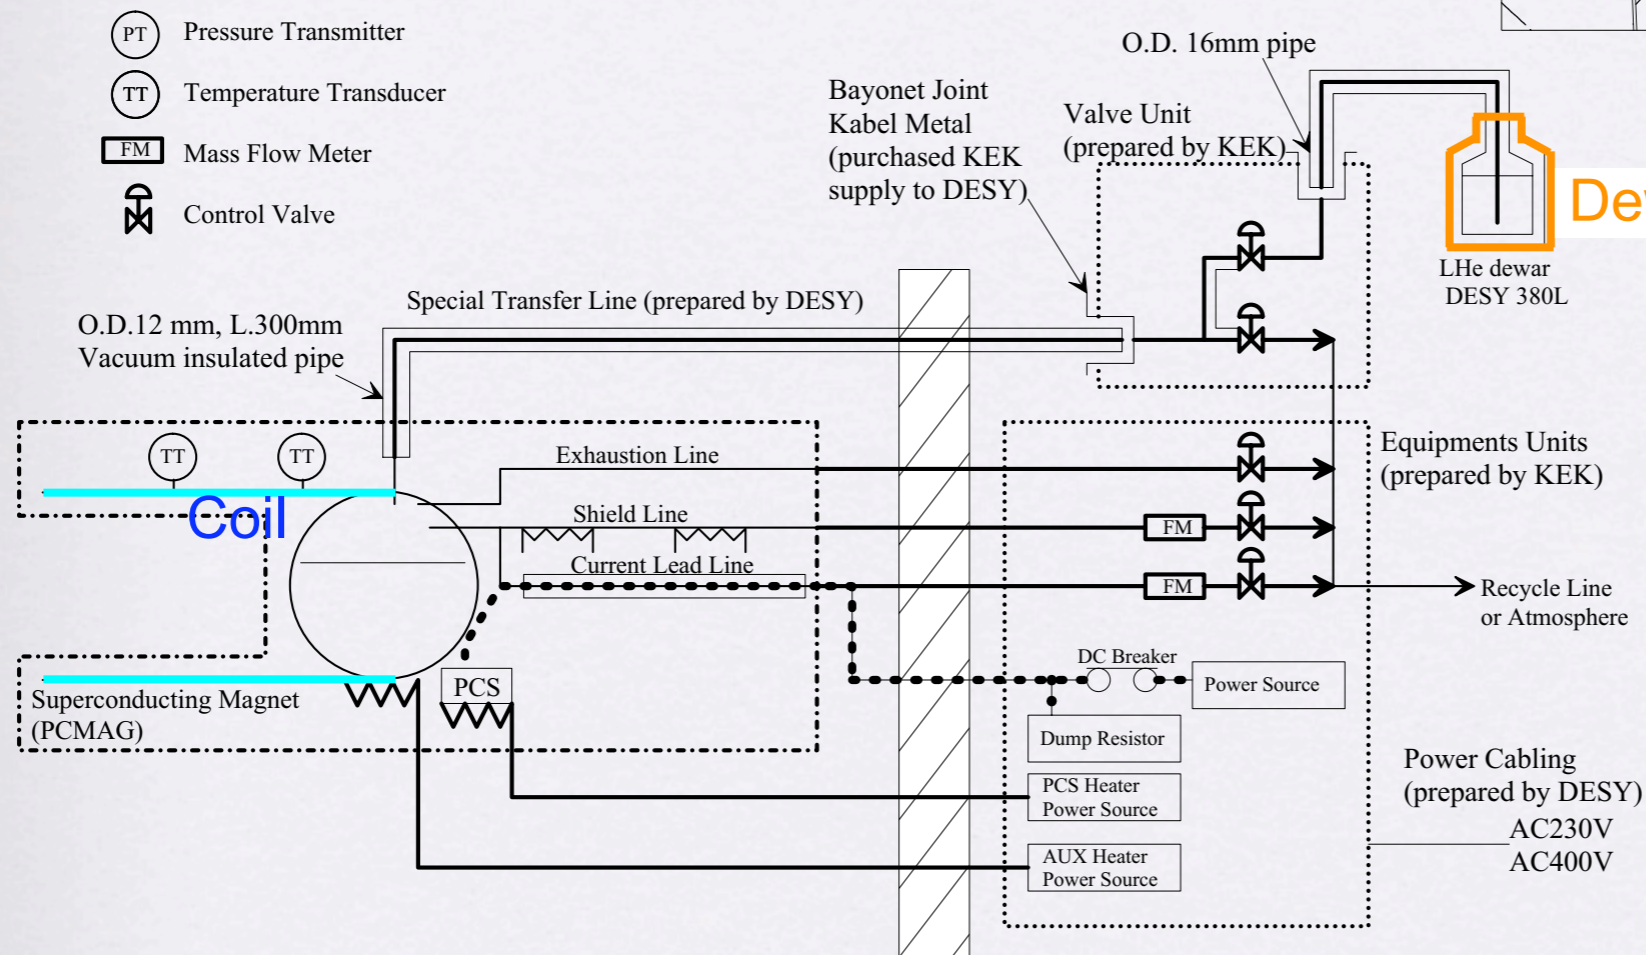 PT Pressure Transmitter
TT Temperature Transducer
FM Mass Flow Meter
Control Valve
O.D. 16mm pipe
Bayonet Joint
Kabel Metal
(purchased KEK
supply to DESY)
Valve Unit
(prepared by KEK)
LHe dewar
DESY 380L
Special Transfer Line (prepared by DESY)
O.D.12 mm, L.300mm
Vacuum insulated pipe
TT
TT
Coil
Exhaustion Line
Shield Line
Current Lead Line
Equipments Units
(prepared by KEK)
FM
FM
Recycle Line
or Atmosphere
Superconducting Magnet
(PCMAG)
PCS
DC Breaker
Power Source
Dump Resistor
PCS Heater
Power Source
AUX Heater
Power Source
Power Cabling
(prepared by DESY)
AC230V
AC400V